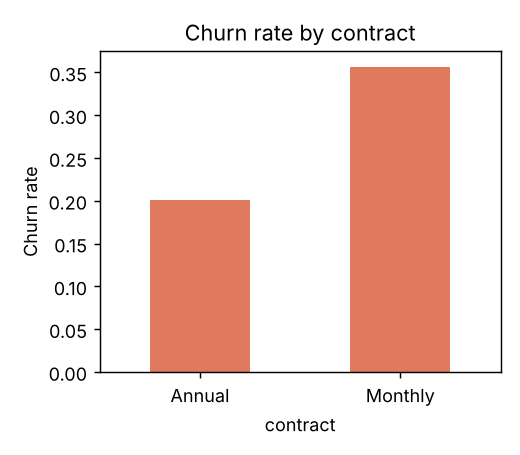 Churn rate by contract
Churn rate
0.35
0.30
0.25
0.20
0.15
0.10
0.05
0.00
Annual
Monthly
contract